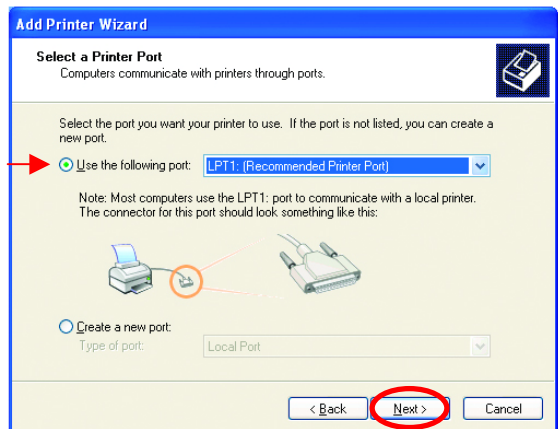 Add Printer Wizard
Select a Printer Port
Computers communicate with printers through ports.
Select the port you want your printer to use. If the port is not listed, you can create a
new port.
Use the following port: LPT1: (Recommended Printer Port)
Note: Most computers use the LPT1: port to communicate with a local printer.
The connector for this port should look something like this:
Create a new port:
Type of port: Local Port
< Back Next > Cancel